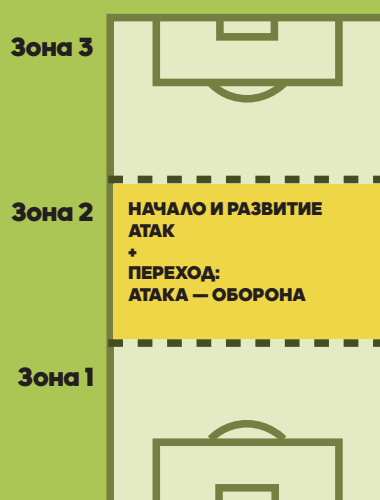 Зона 3
Зона 2
НАЧАЛО И РАЗВИТИЕ
АТАК
+
ПЕРЕХОД:
АТАКА — ОБОРОНА
Зона 1